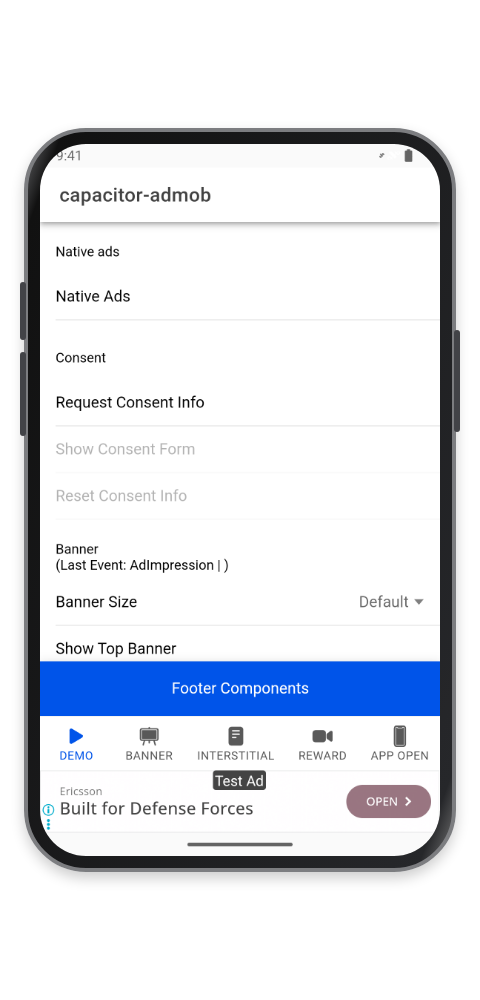 9:41
capacitor-admob
Native ads
Native Ads
Consent
Request Consent Info
Show Consent Form
Reset Consent Info
Banner
(Last Event: AdImpression | )
Banner Size Default
Show Top Banner
Footer Components
DEMO BANNER INTERSTITIAL REWARD APP OPEN
Test Ad
Ericsson
Built for Defense Forces
OPEN